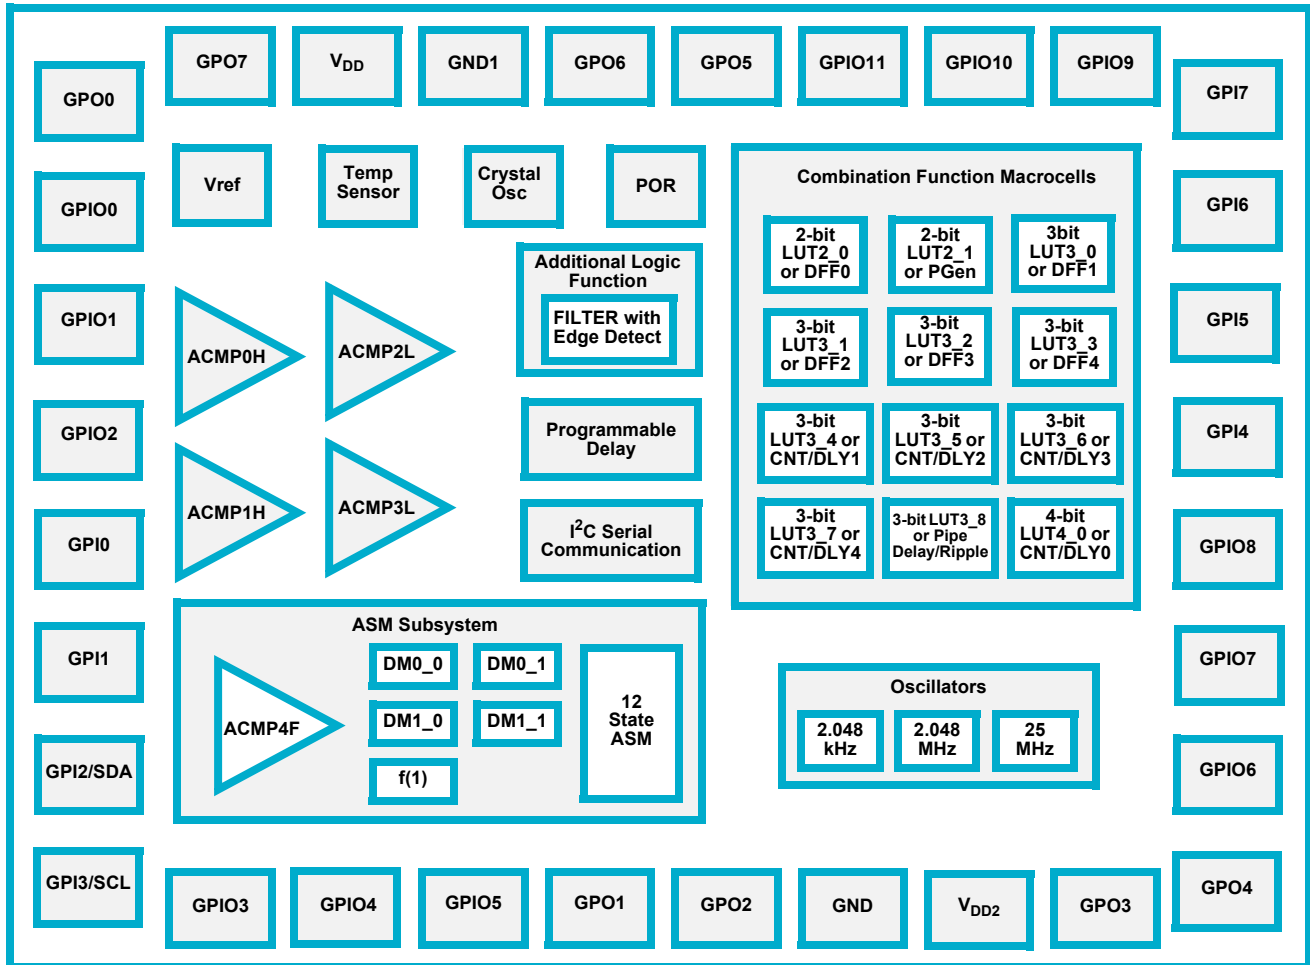 GPO7
V_DD
GND1
GPO6
GPO5
GPIO11
GPIO10
GPIO9
GPO0
GPIO0
GPIO1
GPIO2
GPI0
GPI1
GPI2/SDA
GPI3/SCL
Vref
Temp
Sensor
Crystal
Osc
POR
ACMP0H
ACMP2L
ACMP1H
ACMP3L
Additional Logic
Function
FILTER with
Edge Detect
Programmable
Delay
I²C Serial
Communication
Combination Function Macrocells
2-bit
LUT2_0
or DFF0
2-bit
LUT2_1
or PGen
3bit
LUT3_0
or DFF1
3-bit
LUT3_1
or DFF2
3-bit
LUT3_2
or DFF3
3-bit
LUT3_3
or DFF4
3-bit
LUT3_4 or
CNT/DLY1
3-bit
LUT3_5 or
CNT/DLY2
3-bit
LUT3_6 or
CNT/DLY3
3-bit
LUT3_7 or
CNT/DLY4
3-bit LUT3_8
or Pipe
Delay/Ripple
4-bit
LUT4_0 or
CNT/DLY0
ASM Subsystem
ACMP4F
DM0_0
DM0_1
DM1_0
DM1_1
f(1)
12
State
ASM
Oscillators
2.048
kHz
2.048
MHz
25
MHz
GPI7
GPI6
GPI5
GPI4
GPIO8
GPIO7
GPIO6
GPO4
GPIO3
GPIO4
GPIO5
GPO1
GPO2
GND
V_DD2
GPO3